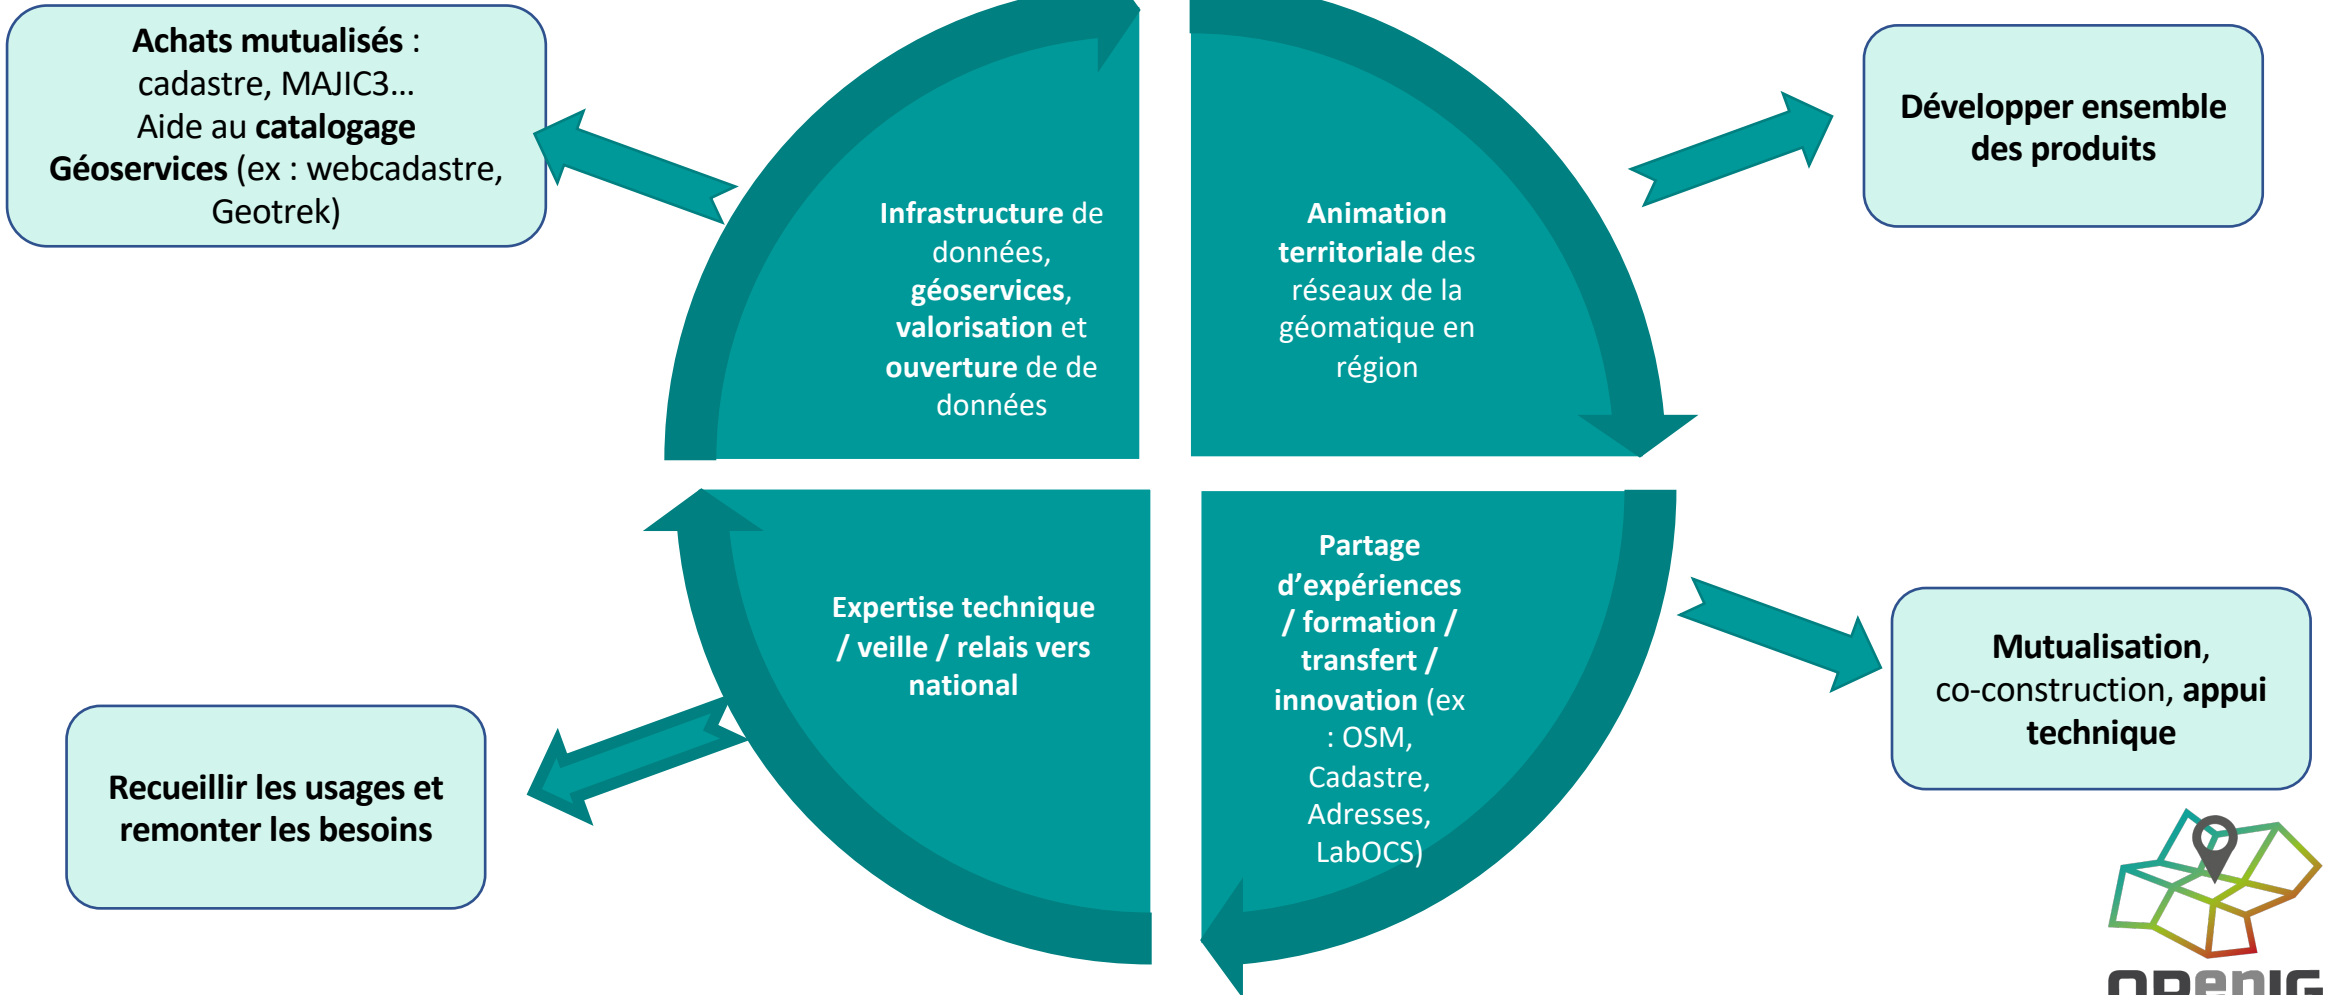 Achats mutualisés :
cadastre, MAJIC3...
Aide au catalogage
Géoservices (ex : webcadastre,
Geotrek)
Infrastructure de
données,
géoservices,
valorisation et
ouverture de de
données
Animation
territoriale des
réseaux de la
géomatique en
région
Développer ensemble
des produits
Expertise technique
/ veille / relais vers
national
Partage
d’expériences
/ formation /
transfert /
innovation (ex
: OSM,
Cadastre,
Adresses,
LabOCS)
Recueillir les usages et
remonter les besoins
Mutualisation,
co-construction, appui
technique
OPenIG